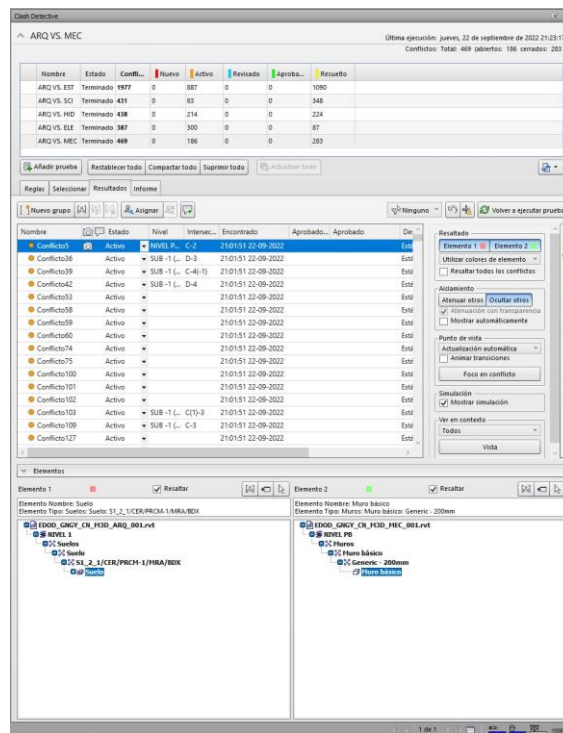 Clash Detective
ARQ VS. MEC
Última ejecución: jueves, 22 de septiembre de 2022 21:23:17
Conflictos: Total: 469 (abiertos: 186 cerrados: 283
Nombre Estado Confli... Nuevo Activo Revisado Aproba... Resuelto
ARQ VS. EST Terminado 1977 0 887 0 0 1090
ARQ VS. SCI Terminado 431 0 83 0 0 348
ARQ VS. HID Terminado 438 0 214 0 0 224
ARQ VS. ELE Terminado 387 0 300 0 0 87
ARQ VS. MEC Terminado 469 0 186 0 0 283
Añadir prueba Restablecer todo Compactar todo Suprimir todo Actualizar todo
Reglas Seleccionar Resultados Informe
Nuevo grupo Asignar Ninguno Volver a ejecutar prueba
Nombre Estado Nivel Intersec... Encontrado Aprobado... Aprobado De
Conflicto5 Activo NIVEL P... C-2 21:01:51 22-09-2022 Está
Conflicto36 Activo SUB -1 (... D-3 21:01:51 22-09-2022 Está
Conflicto39 Activo SUB -1 (... C-4(-1) 21:01:51 22-09-2022 Está
Conflicto42 Activo SUB -1 (... D-4 21:01:51 22-09-2022 Está
Conflicto53 Activo 21:01:51 22-09-2022 Está
Conflicto58 Activo 21:01:51 22-09-2022 Está
Conflicto59 Activo 21:01:51 22-09-2022 Está
Conflicto60 Activo 21:01:51 22-09-2022 Está
Conflicto74 Activo 21:01:51 22-09-2022 Está
Conflicto75 Activo 21:01:51 22-09-2022 Está
Conflicto100 Activo 21:01:51 22-09-2022 Está
Conflicto101 Activo 21:01:51 22-09-2022 Está
Conflicto102 Activo 21:01:51 22-09-2022 Está
Conflicto103 Activo SUB -1 (... C(1)-3 21:01:51 22-09-2022 Está
Conflicto109 Activo SUB -1 (... C-3 21:01:51 22-09-2022 Está
Conflicto127 Activo 21:01:51 22-09-2022 Está
Resaltado
Elemento 1 Elemento 2
Utilizar colores de elemento
Resaltar todos los conflictos
Aislamiento
Atenuar otros Ocultar otros
Atenuación con transparencia
Mostrar automáticamente
Punto de vista
Actualización automática
Animar transiciones
Foco en conflicto
Simulación
Mostrar simulación
Ver en contexto
Todos
Vista
Elementos
Elemento 1 Resaltar
Elemento Nombre: Suelo
Elemento Tipo: Suelos: Suelo: S1_2_1/CER/PRCM-1/MRA/BDX
EDOD_GNGY_CN_M3D_ARQ_001.rvt
NIVEL 1
Suelos
Suelo
S1_2_1/CER/PRCM-1/MRA/BDX
Suelo
Elemento 2 Resaltar
Elemento Nombre: Muro básico
Elemento Tipo: Muros: Muro básico: Generic - 200mm
EDOD_GNGY_CN_M3D_MEC_001.rvt
NIVEL PB
Muros
Muro básico
Generic - 200mm
Muro básico
1 de 1